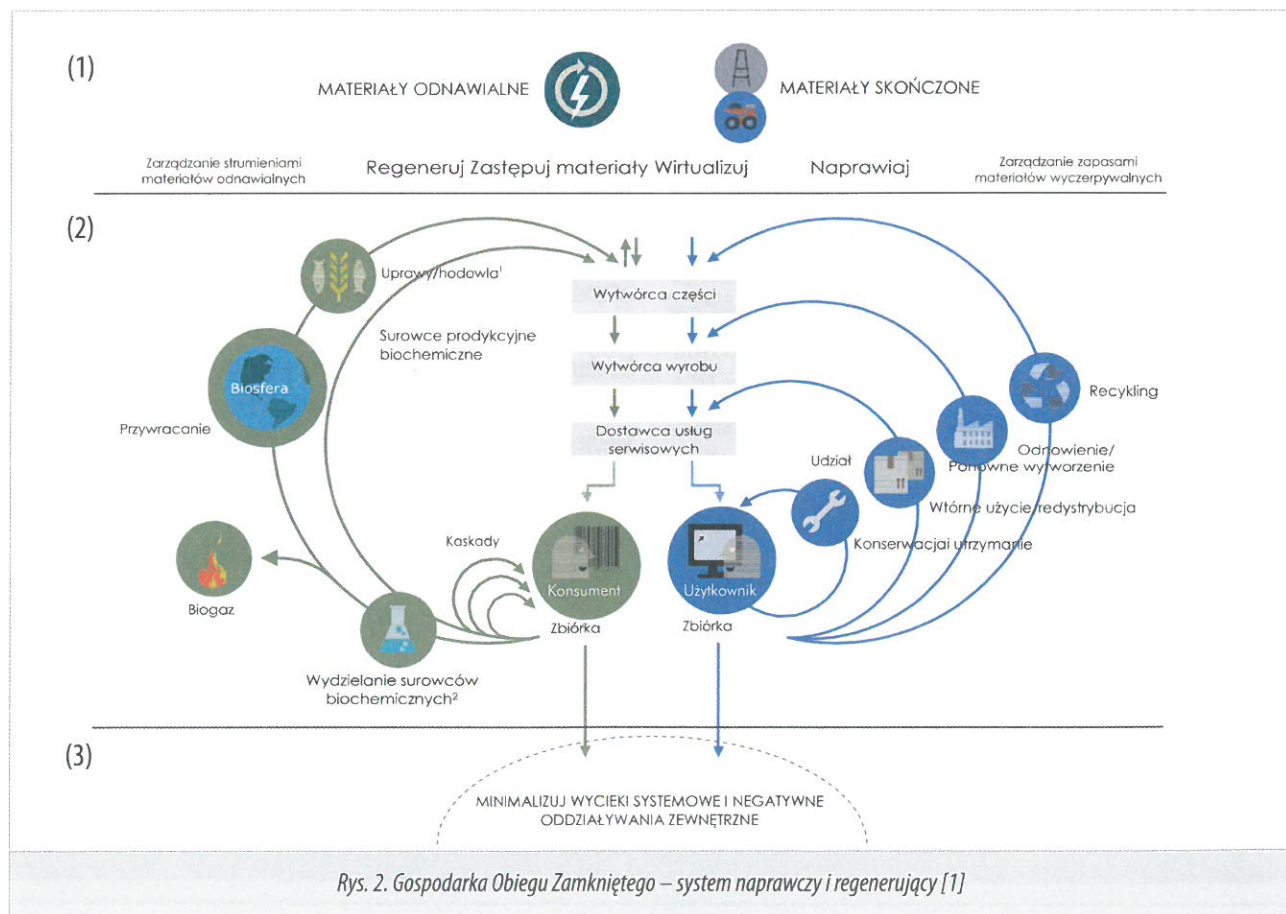 (1)
MATERIAŁY ODNAWIALNE
MATERIAŁY SKOŃCZONE
Zarządzanie strumieniami
materiałów odnawialnych
Regeneruj Zastępuj materiały Wirtualizuj
Naprawiaj
Zarządzanie zapasami
materiałów wyczerpywalnych
(2)
Uprawy/hodowla¹
Wytwórca części
Surowce prodykcyjne
biochemiczne
Wytwórca wyrobu
Biosfera
Recykling
Przywracanie
Dostawca usług
serwisowych
Odnowienie/
Ponowne wytworzenie
Udział
Wtórne użycie/redystrybucja
Kaskady
Konserwacjai utrzymanie
Konsument
Użytkownik
Biogaz
Zbiórka
Zbiórka
Wydzielanie surowców
biochemicznych²
(3)
MINIMALIZUJ WYCIEKI SYSTEMOWE I NEGATYWNE
ODDZIAŁYWANIA ZEWNĘTRZNE
Rys. 2. Gospodarka Obiegu Zamkniętego – system naprawczy i regenerujący [1]